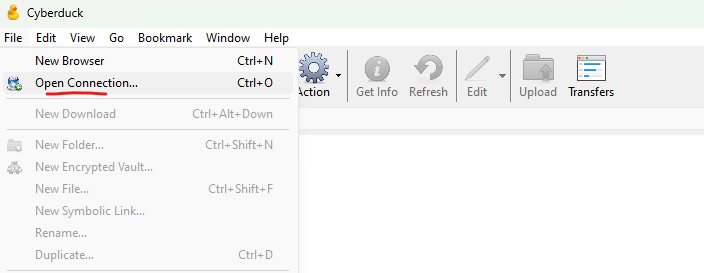 Cyberduck
File Edit View Go Bookmark Window Help
New Browser Ctrl+N
Open Connection... Ctrl+O
New Download Ctrl+Alt+Down
New Folder... Ctrl+Shift+N
New Encrypted Vault...
New File... Ctrl+Shift+F
New Symbolic Link...
Rename...
Duplicate... Ctrl+D
Action Get Info Refresh Edit Upload Transfers